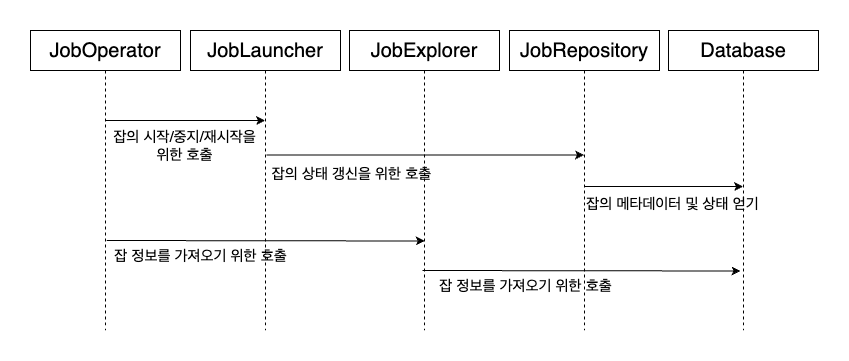 JobOperator
JobLauncher
JobExplorer
JobRepository
Database
잡의 시작/중지/재시작을
위한 호출
잡의 상태 갱신을 위한 호출
잡의 메타데이터 및 상태 얻기
잡 정보를 가져오기 위한 호출
잡 정보를 가져오기 위한 호출